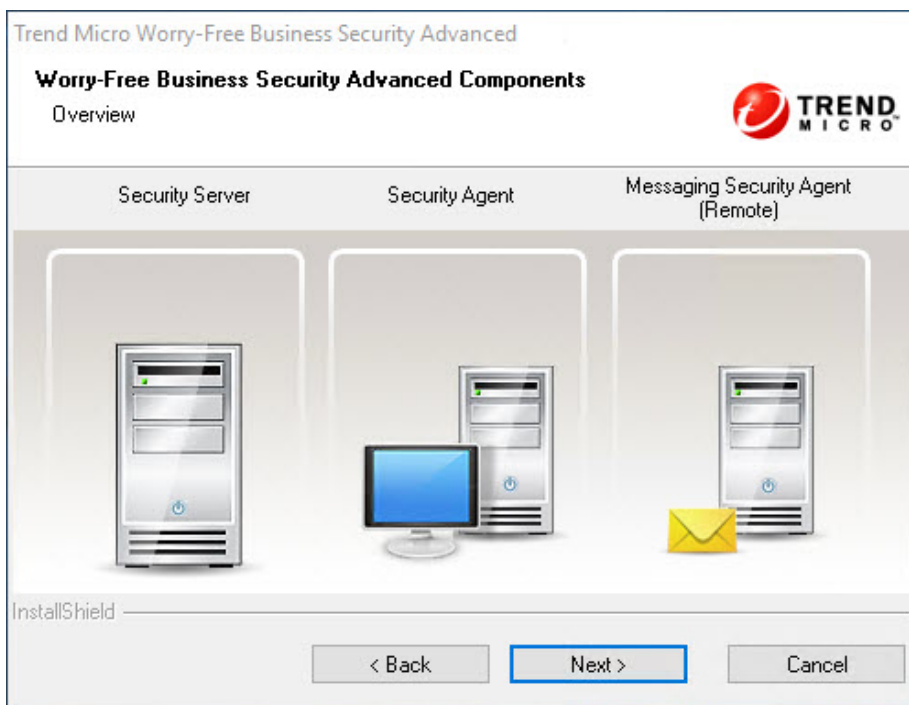 Trend Micro Worry-Free Business Security Advanced
Worry-Free Business Security Advanced Components
Overview
TREND
MICRO™
Security Server
Security Agent
Messaging Security Agent
(Remote)
InstallShield
< Back
Next >
Cancel